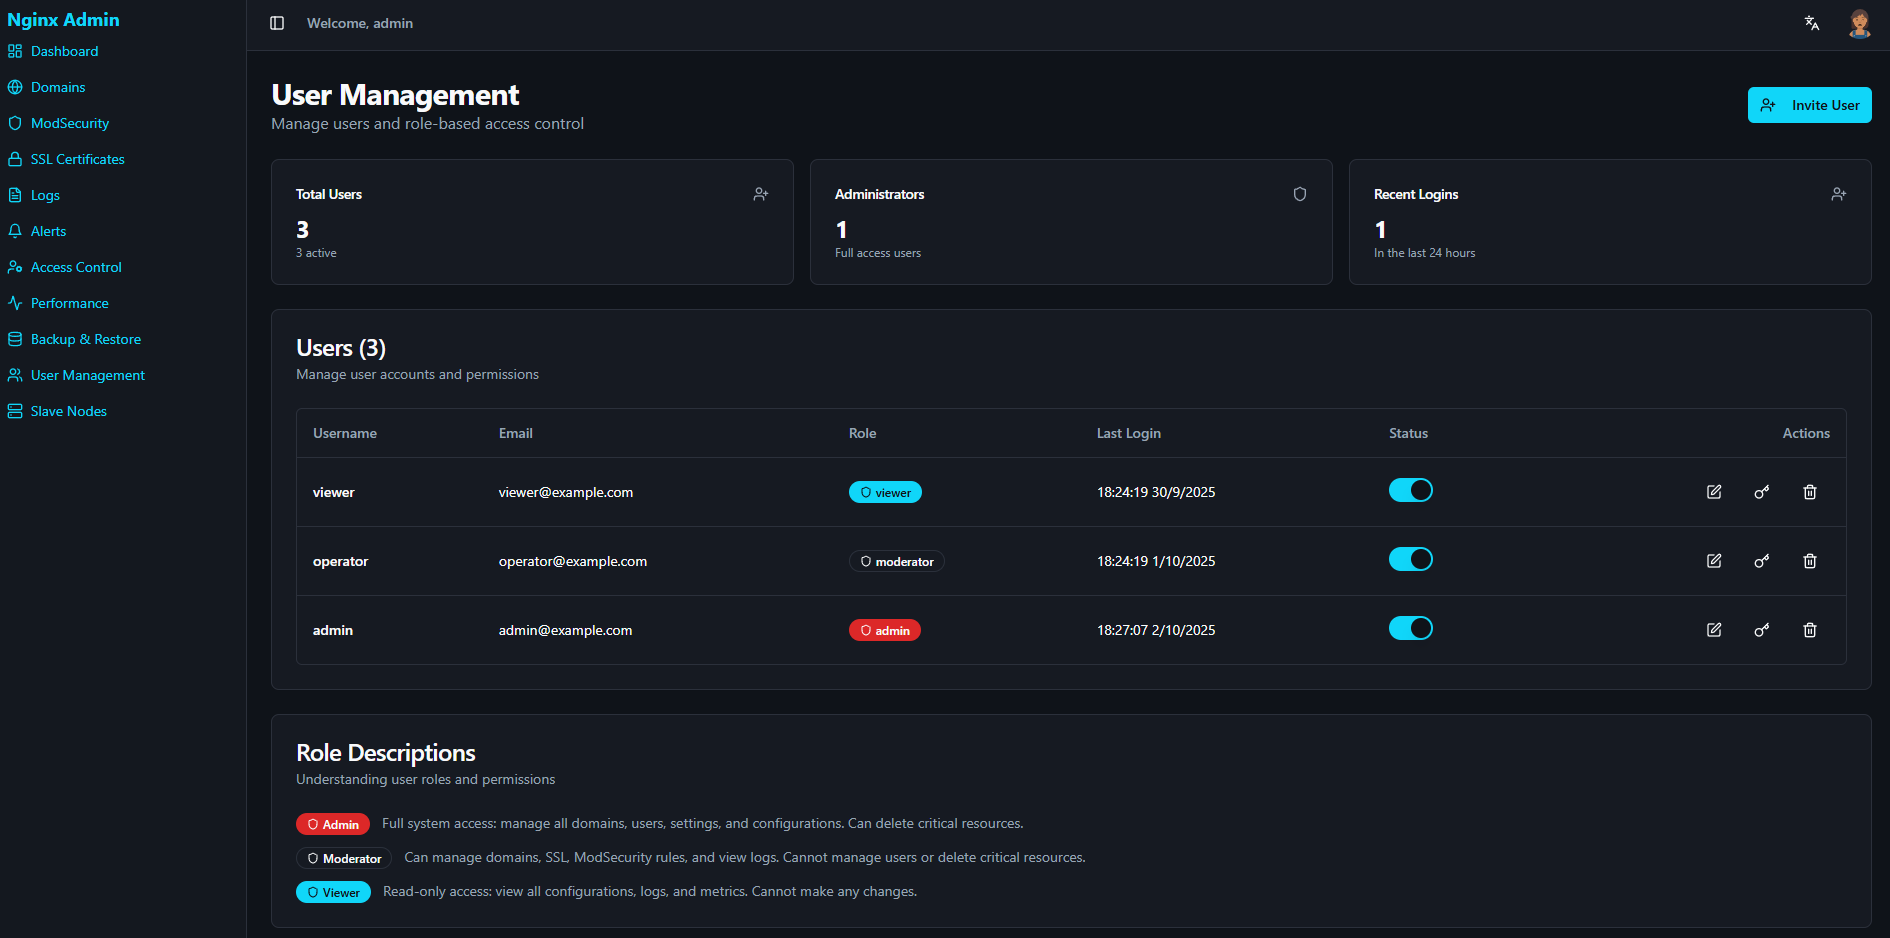 Nginx Admin
Dashboard
Domains
ModSecurity
SSL Certificates
Logs
Alerts
Access Control
Performance
Backup & Restore
User Management
Slave Nodes
Welcome, admin
User Management
Manage users and role-based access control
Invite User
Total Users
3
3 active
Administrators
1
Full access users
Recent Logins
1
In the last 24 hours
Users (3)
Manage user accounts and permissions
Username Email Role Last Login Status Actions
viewer viewer@example.com viewer 18:24:19 30/9/2025
operator operator@example.com moderator 18:24:19 1/10/2025
admin admin@example.com admin 18:27:07 2/10/2025
Role Descriptions
Understanding user roles and permissions
Admin Full system access: manage all domains, users, settings, and configurations. Can delete critical resources.
Moderator Can manage domains, SSL, ModSecurity rules, and view logs. Cannot manage users or delete critical resources.
Viewer Read-only access: view all configurations, logs, and metrics. Cannot make any changes.